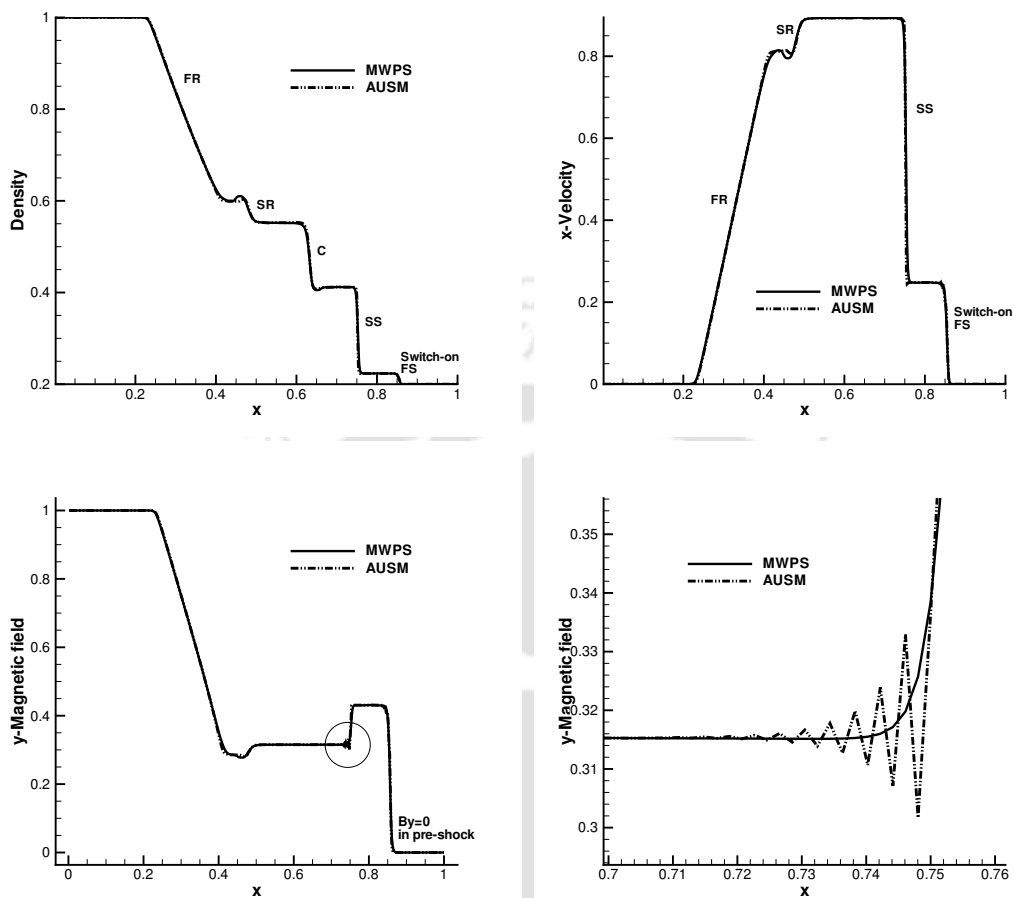 1
0.8
0.6
0.4
0.2
0.2
0.4
0.6
0.8
1
x
Density
FR
SR
C
SS
Switch-on
FS
MWPS
AUSM
0.8
0.6
0.4
0.2
0
0.2
0.4
0.6
0.8
1
x
x-Velocity
FR
SR
SS
Switch-on
FS
MWPS
AUSM
1
0.8
0.6
0.4
0.2
0
0
0.2
0.4
0.6
0.8
1
x
y-Magnetic field
MWPS
AUSM
By=0
in pre-shock
0.35
0.34
0.33
0.32
0.31
0.3
0.7
0.71
0.72
0.73
0.74
0.75
0.76
x
y-Magnetic field
MWPS
AUSM